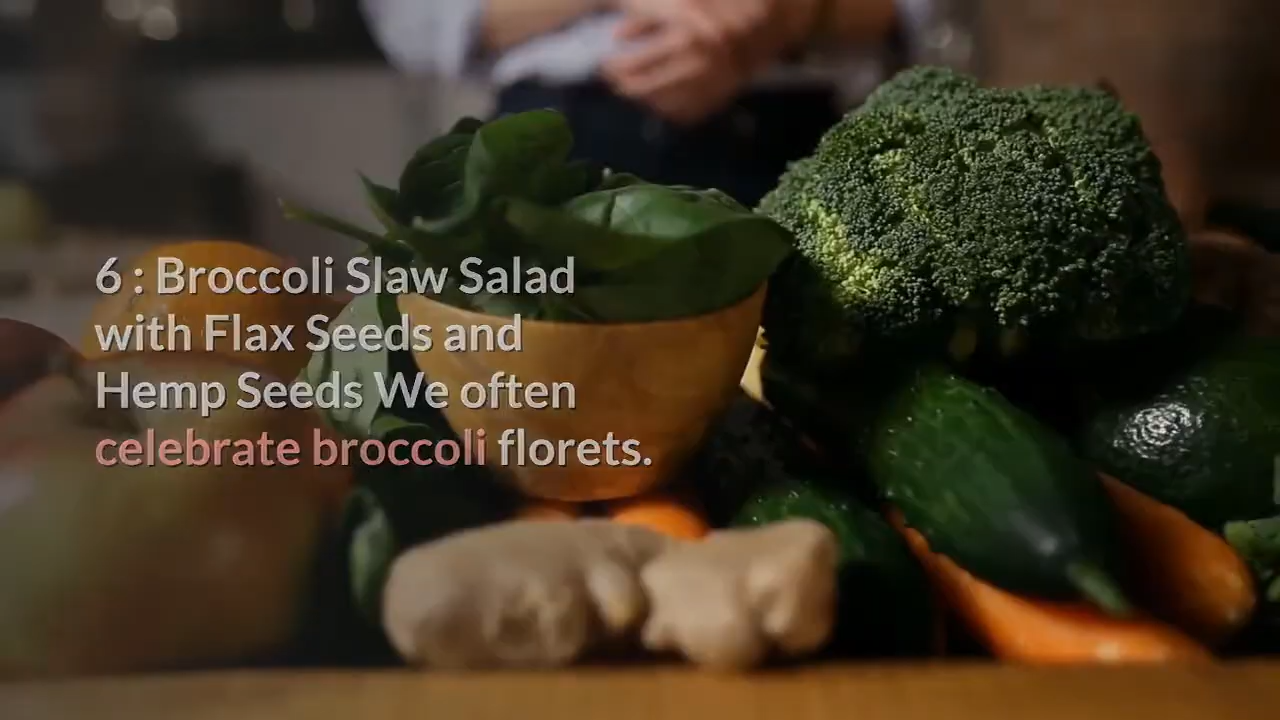 6 : Broccoli Slaw Salad
with Flax Seeds and
Hemp Seeds We often
celebrate broccoli florets.